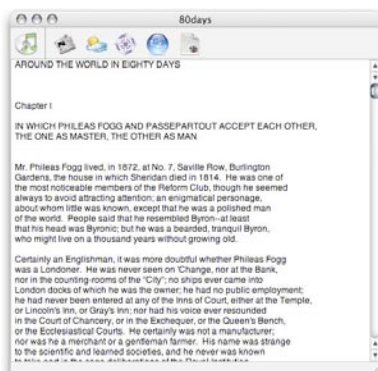 80days
AROUND THE WORLD IN EIGHTY DAYS
Chapter I
IN WHICH PHILEAS FOGG AND PASSEPARTOUT ACCEPT EACH OTHER,
THE ONE AS MASTER, THE OTHER AS MAN
Mr. Phileas Fogg lived, in 1872, at No. 7, Saville Row, Burlington
Gardens, the house in which Sheridan died in 1814. He was one of
the most noticeable members of the Reform Club, though he seemed
always to avoid attracting attention; an enigmatical personage,
about whom little was known, except that he was a polished man
of the world. People said that he resembled Byron--at least
that his head was Byronic; but he was a bearded, tranquil Byron,
who might live on a thousand years without growing old.
Certainly an Englishman, it was more doubtful whether Phileas Fogg
was a Londoner. He was never seen on 'Change, nor at the Bank,
nor in the counting-rooms of the "City"; no ships ever came into
London docks of which he was the owner; he had no public employment;
he had never been entered at any of the Inns of Court, either at the Temple,
or Lincoln's Inn, or Gray's Inn; nor had his voice ever resounded
in the Court of Chancery, or in the Exchequer, or the Queen's Bench,
or the Ecclesiastical Courts. He certainly was not a manufacturer;
nor was he a merchant or a gentleman farmer. His name was strange
to the scientific and learned societies, and he never was known
to take part in the sage deliberations of the Royal Institution